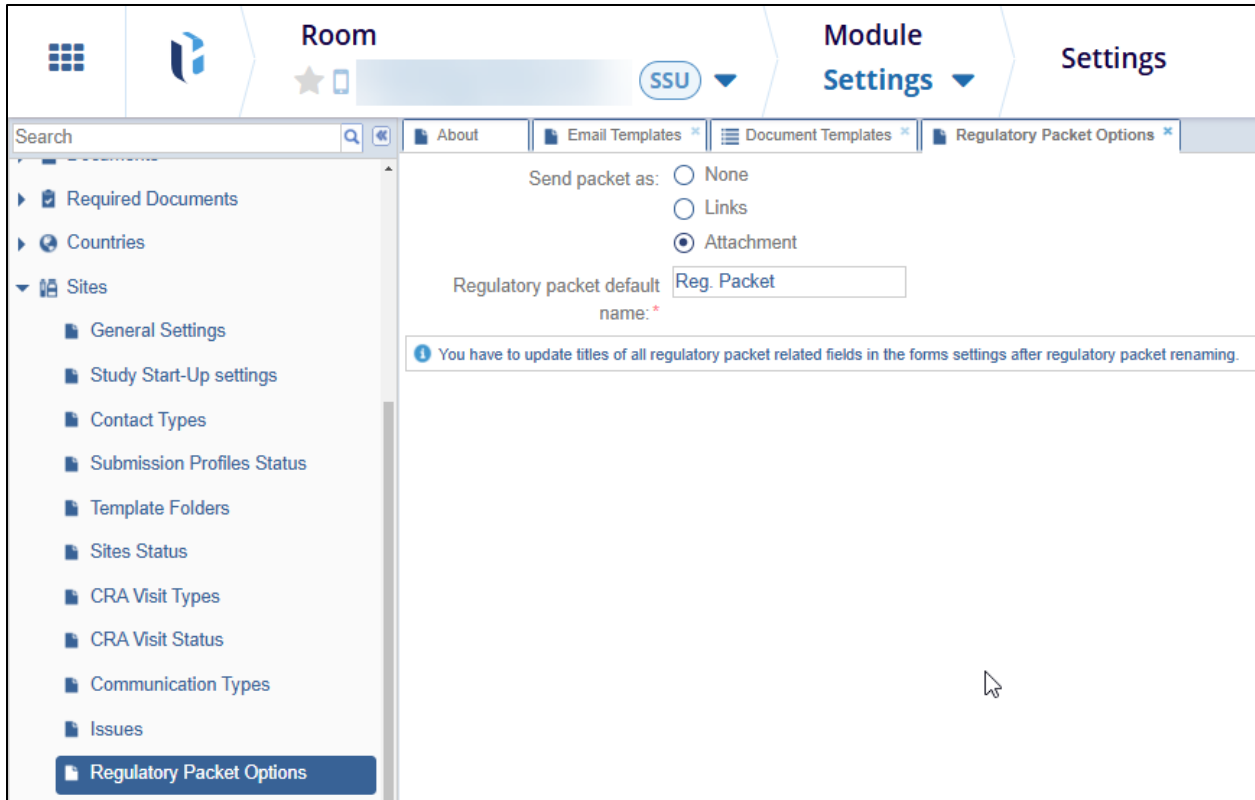 Room
SSU
Module
Settings
Settings
Search
Documents
Required Documents
Countries
Sites
General Settings
Study Start-Up settings
Contact Types
Submission Profiles Status
Template Folders
Sites Status
CRA Visit Types
CRA Visit Status
Communication Types
Issues
Regulatory Packet Options
About
Email Templates
Document Templates
Regulatory Packet Options
Send packet as:
None
Links
Attachment
Regulatory packet default
name:*
Reg. Packet
You have to update titles of all regulatory packet related fields in the forms settings after regulatory packet renaming.